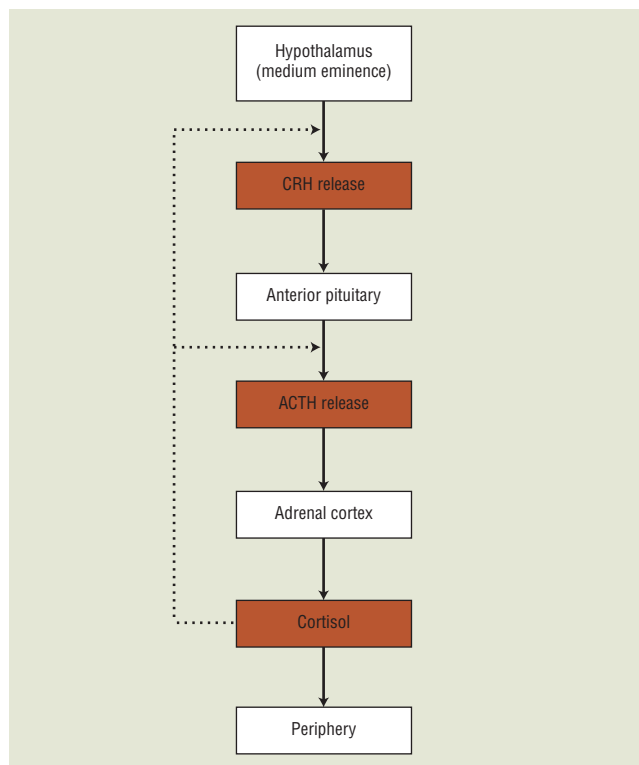 Hypothalamus
(medium eminence)
CRH release
Anterior pituitary
ACTH release
Adrenal cortex
Cortisol
Periphery